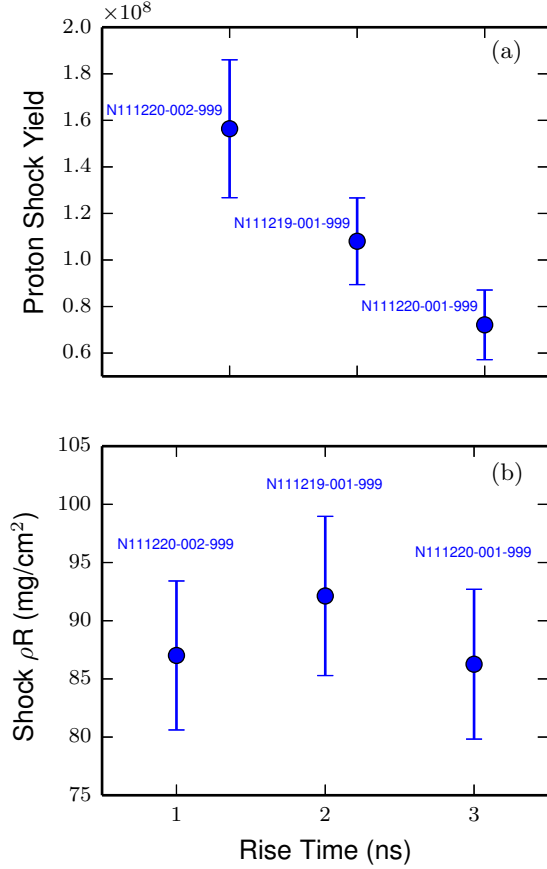 ×10⁸
(a)
2.0
1.8
1.6
1.4
1.2
1.0
0.8
0.6
Proton Shock Yield
N111220-002-999
N111219-001-999
N111220-001-999
(b)
105
100
95
90
85
80
75
Shock ρR (mg/cm²)
N111219-001-999
N111220-002-999
N111220-001-999
1 2 3
Rise Time (ns)